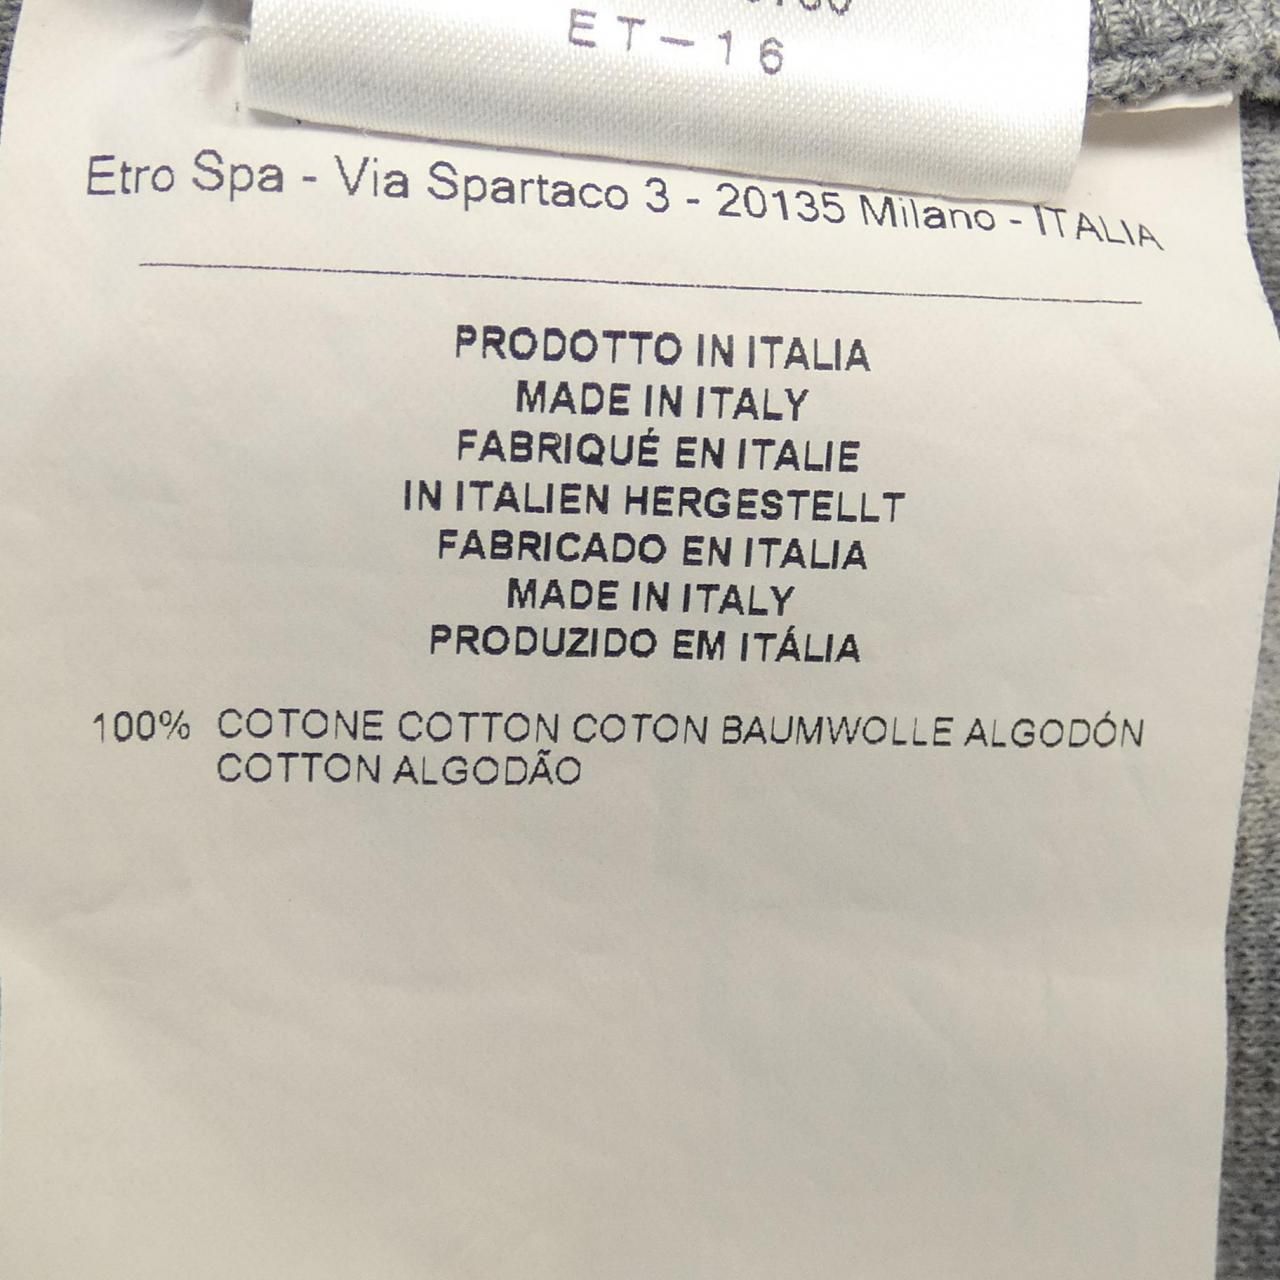 ET-16
Etro Spa - Via Spartaco 3 - 20135 Milano - ITALIA
PRODOTTO IN ITALIA
MADE IN ITALY
FABRIQUÉ EN ITALIE
IN ITALIEN HERGESTELLT
FABRICADO EN ITALIA
MADE IN ITALY
PRODUZIDO EM ITÁLIA
100% COTONE COTTON COTON BAUMWOLLE ALGODÓN
COTTON ALGODÃO